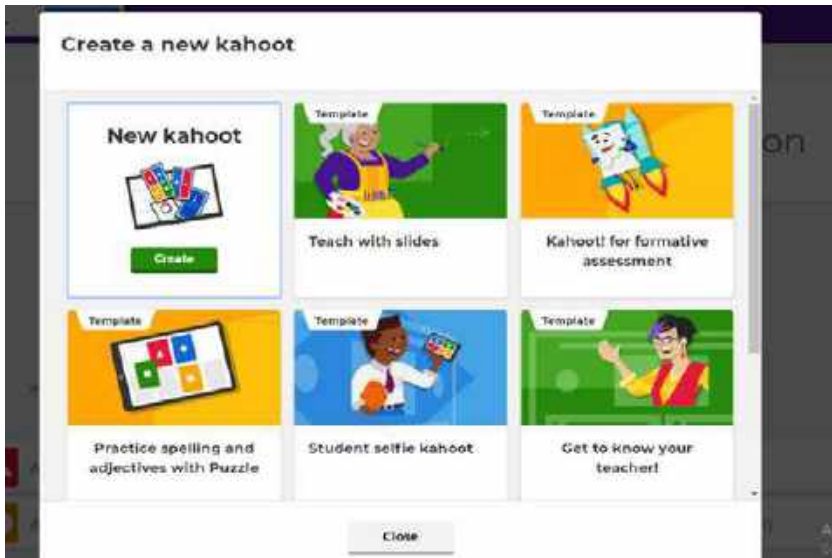 Create a new kahoot
New kahoot
Create
Template
Teach with slides
Template
Kahoot! for formative
assessment
Template
Practice spelling and
adjectives with Puzzle
Template
Student selfie kahoot
Template
Get to know your
teacher!
Close
on